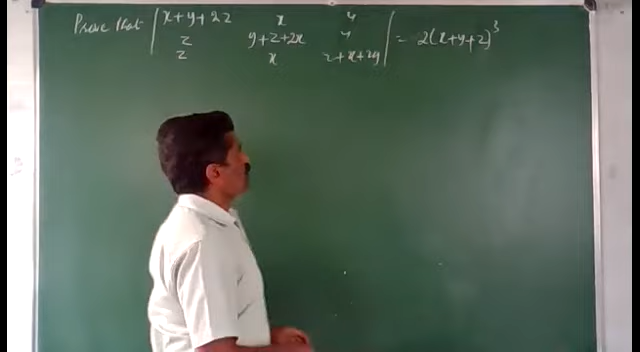 Prove that | x+y+2z x y |
| z y+z+2x y | = 2(x+y+z)³
| z x z+x+2y |